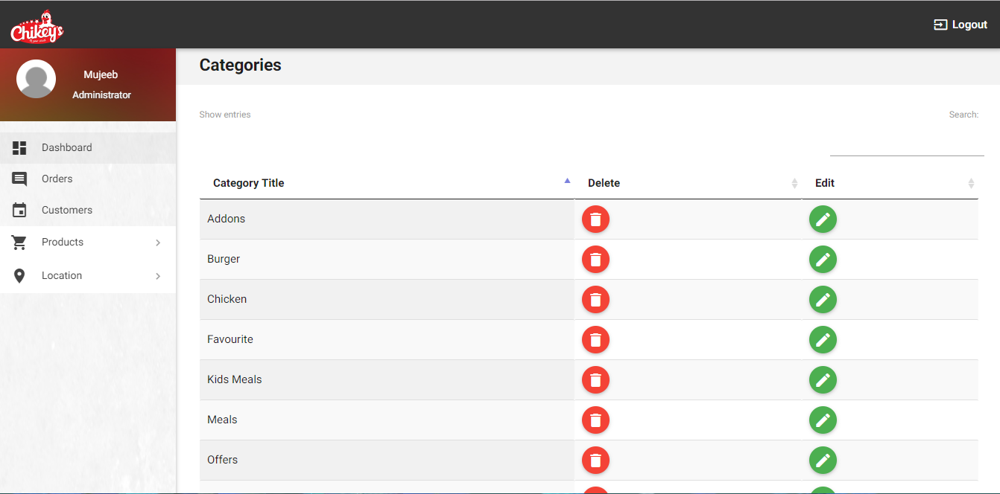 Chikey's
Logout
Mujeeb
Administrator
Dashboard
Orders
Customers
Products
Location
Categories
Show entries
Search:
Category Title Delete Edit
Addons
Burger
Chicken
Favourite
Kids Meals
Meals
Offers